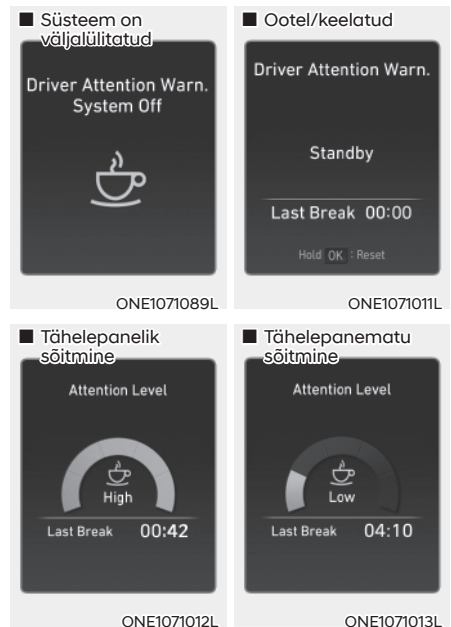 ■ Süsteem on
väljalülitatud
Driver Attention Warn.
System Off
ONE1071089L
■ Ootel/keelatud
Driver Attention Warn.
Standby
Last Break 00:00
Hold OK : Reset
ONE1071011L
■ Tähelepanelik
sõitmine
Attention Level
High
Last Break 00:42
ONE1071012L
■ Tähelepanematu
sõitmine
Attention Level
Low
Last Break 04:10
ONE1071013L